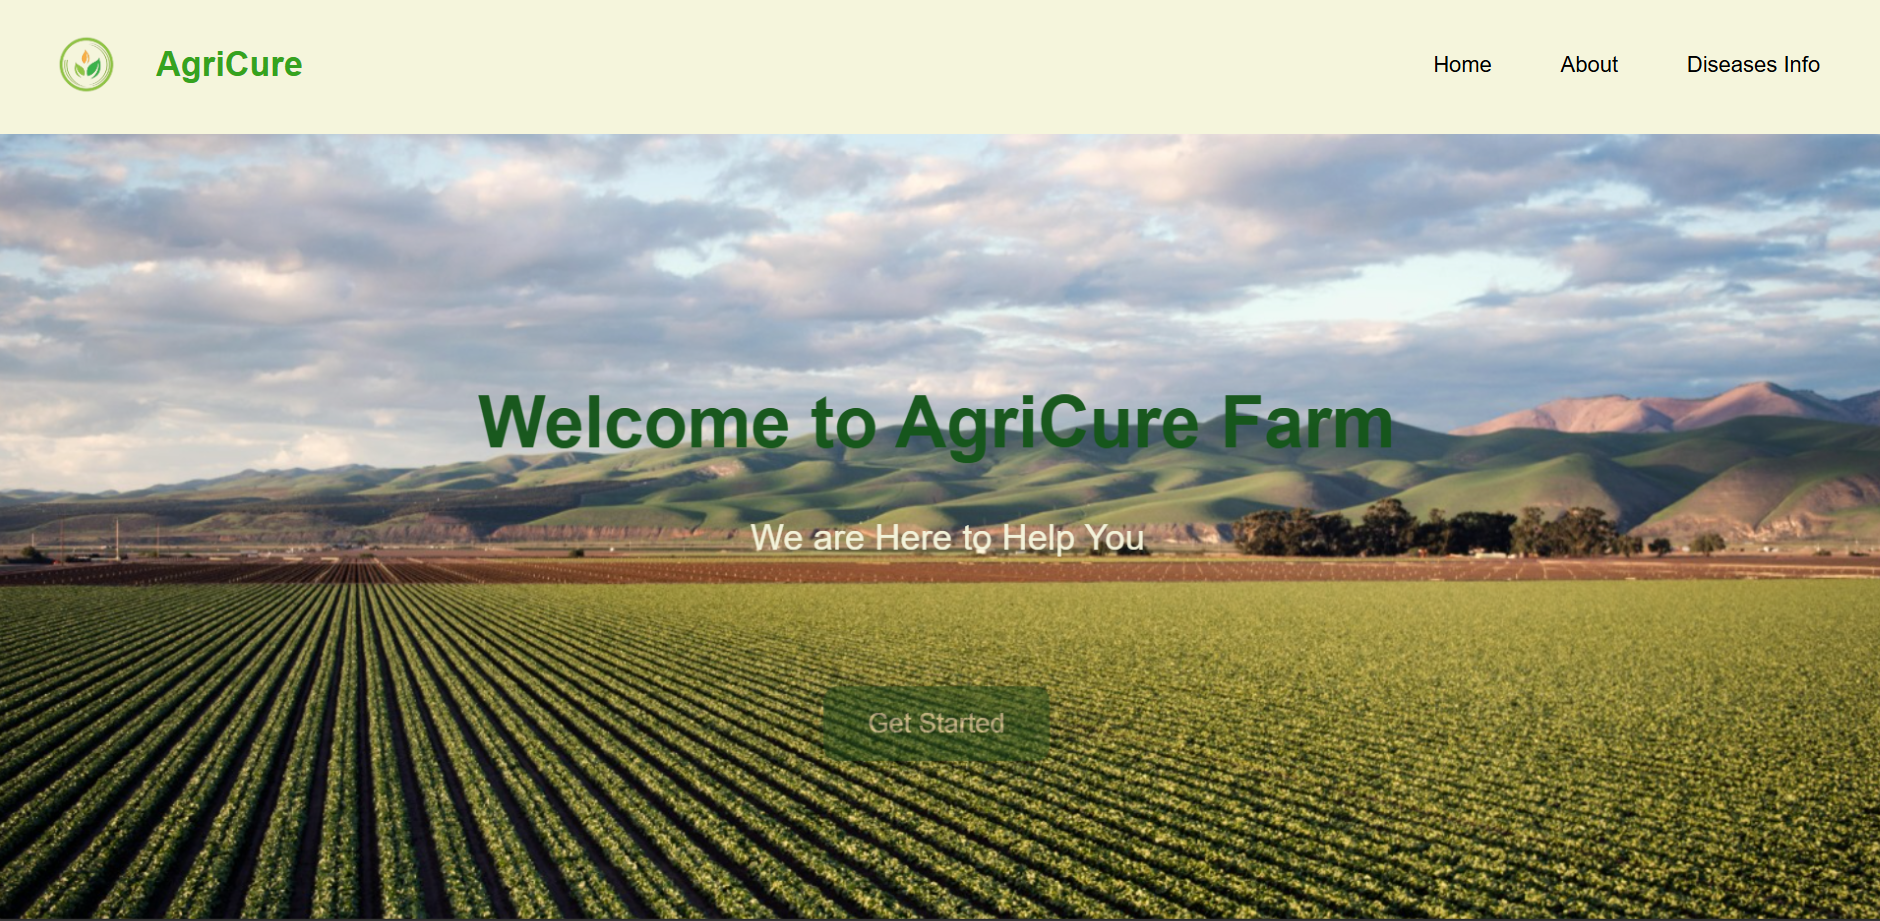 AgriCure
Home
About
Diseases Info
Welcome to AgriCure Farm
We are Here to Help You
Get Started